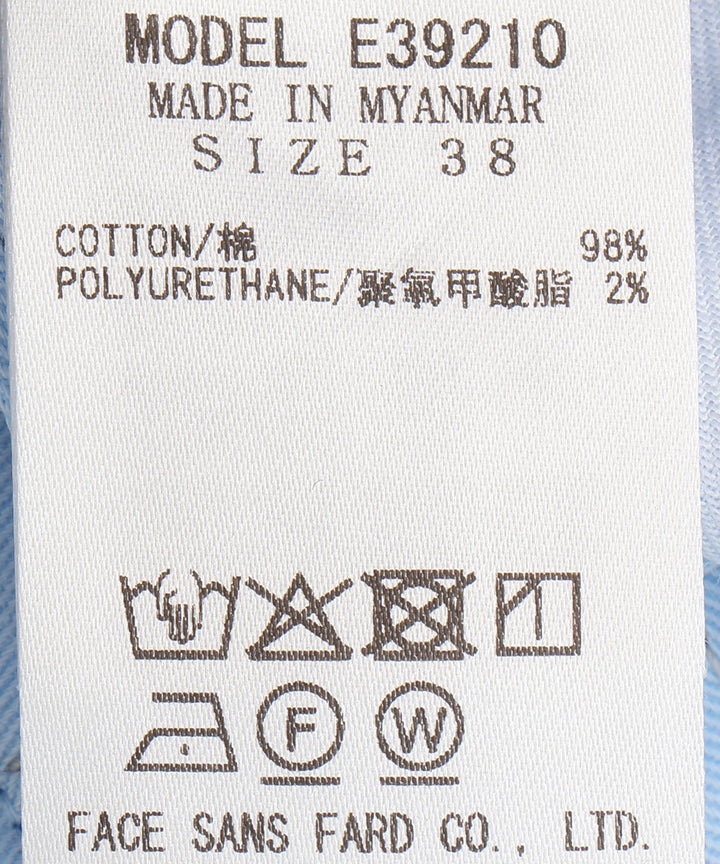 MODEL E39210
MADE IN MYANMAR
SIZE 38
COTTON/棉 98%
POLYURETHANE/聚氨甲酸脂 2%
F W
FACE SANS FARD CO., LTD.